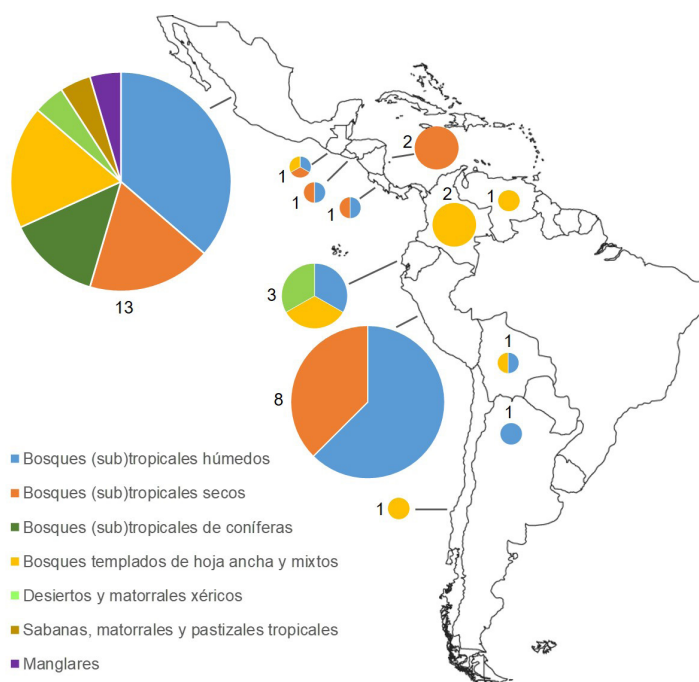 2
1
1
1
2
1
13
3
1
8
1
1
Bosques (sub)tropicales húmedos
Bosques (sub)tropicales secos
Bosques (sub)tropicales de coníferas
Bosques templados de hoja ancha y mixtos
Desiertos y matorrales xéricos
Sabanas, matorrales y pastizales tropicales
Manglares